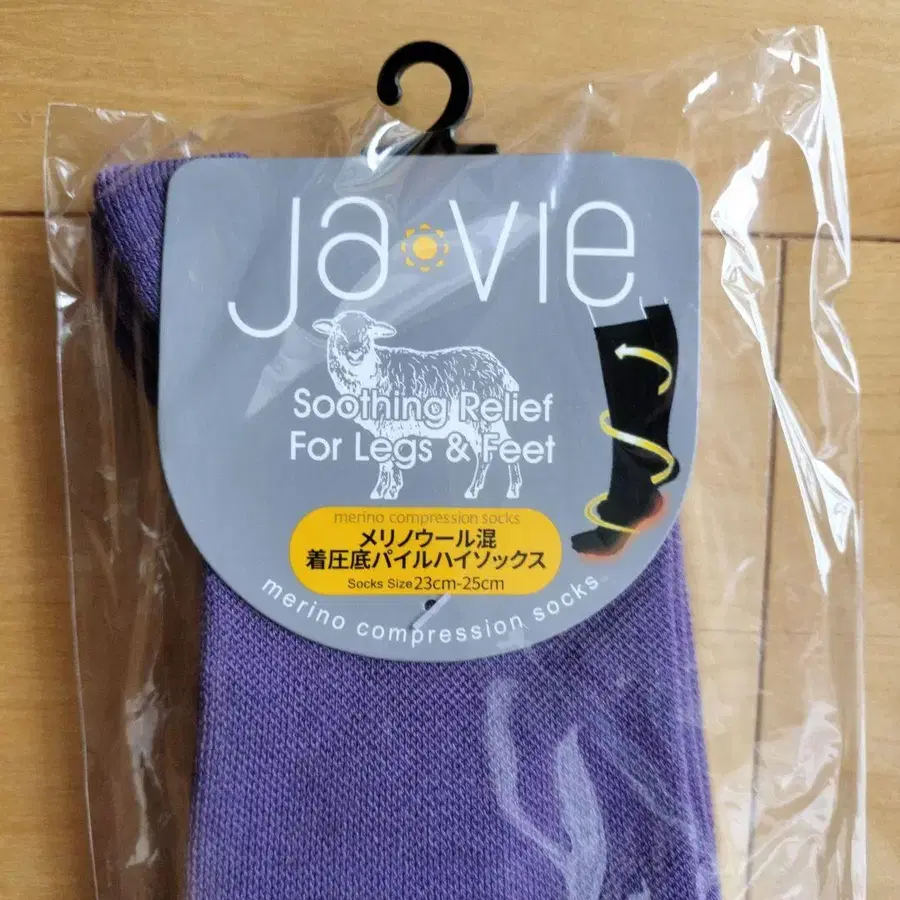 ja vie
Soothing Relief
For Legs & Feet
merino compression socks
メリノウール混
着圧底パイルハイソックス
Socks Size 23cm-25cm
merino compression socks